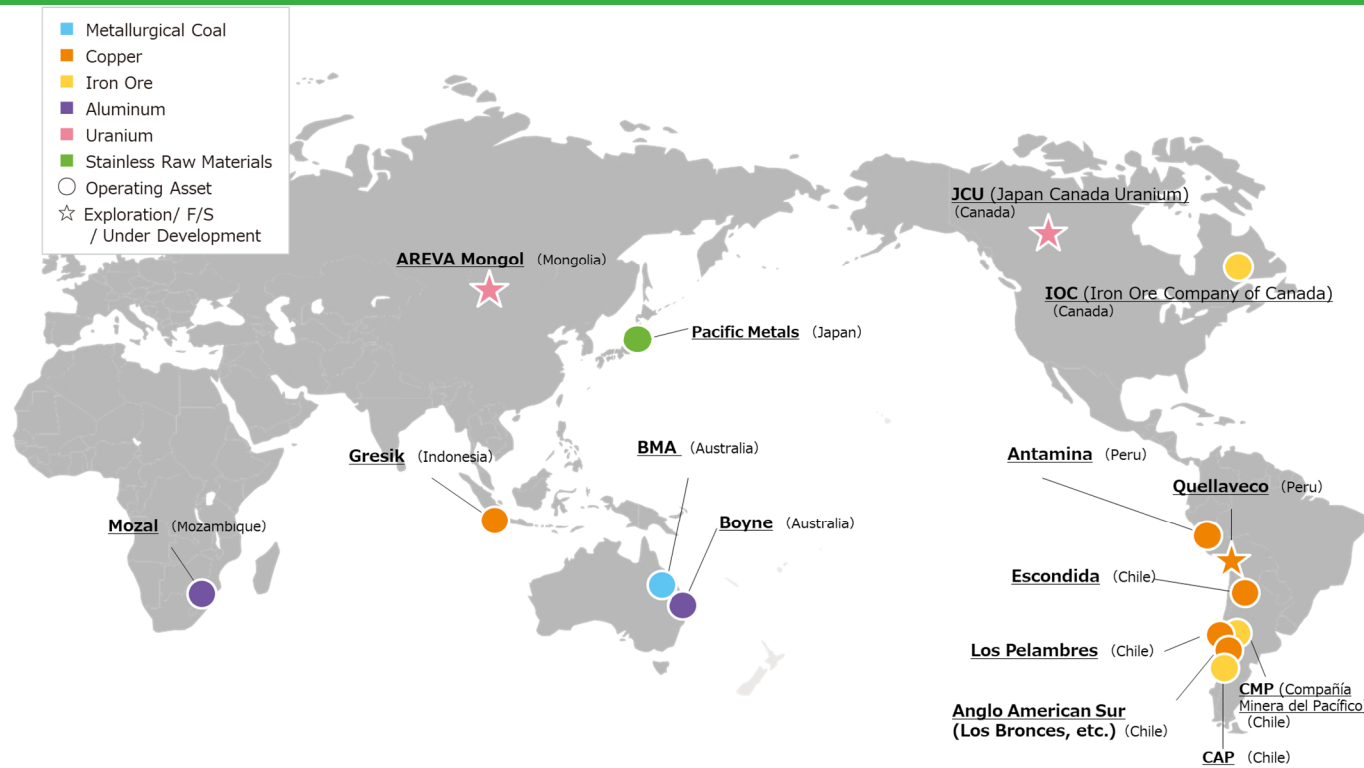 Metallurgical Coal
Copper
Iron Ore
Aluminum
Uranium
Stainless Raw Materials
Operating Asset
Exploration/ F/S
/ Under Development
JCU (Japan Canada Uranium)
(Canada)
AREVA Mongol (Mongolia)
IOC (Iron Ore Company of Canada)
(Canada)
Pacific Metals (Japan)
Gresik (Indonesia)
BMA (Australia)
Antamina (Peru)
Quellaveco (Peru)
Mozal (Mozambique)
Boyne (Australia)
Escondida (Chile)
Los Pelambres (Chile)
CMP (Compañía
Minera del Pacífico)
(Chile)
Anglo American Sur
(Los Bronces, etc.) (Chile)
CAP (Chile)